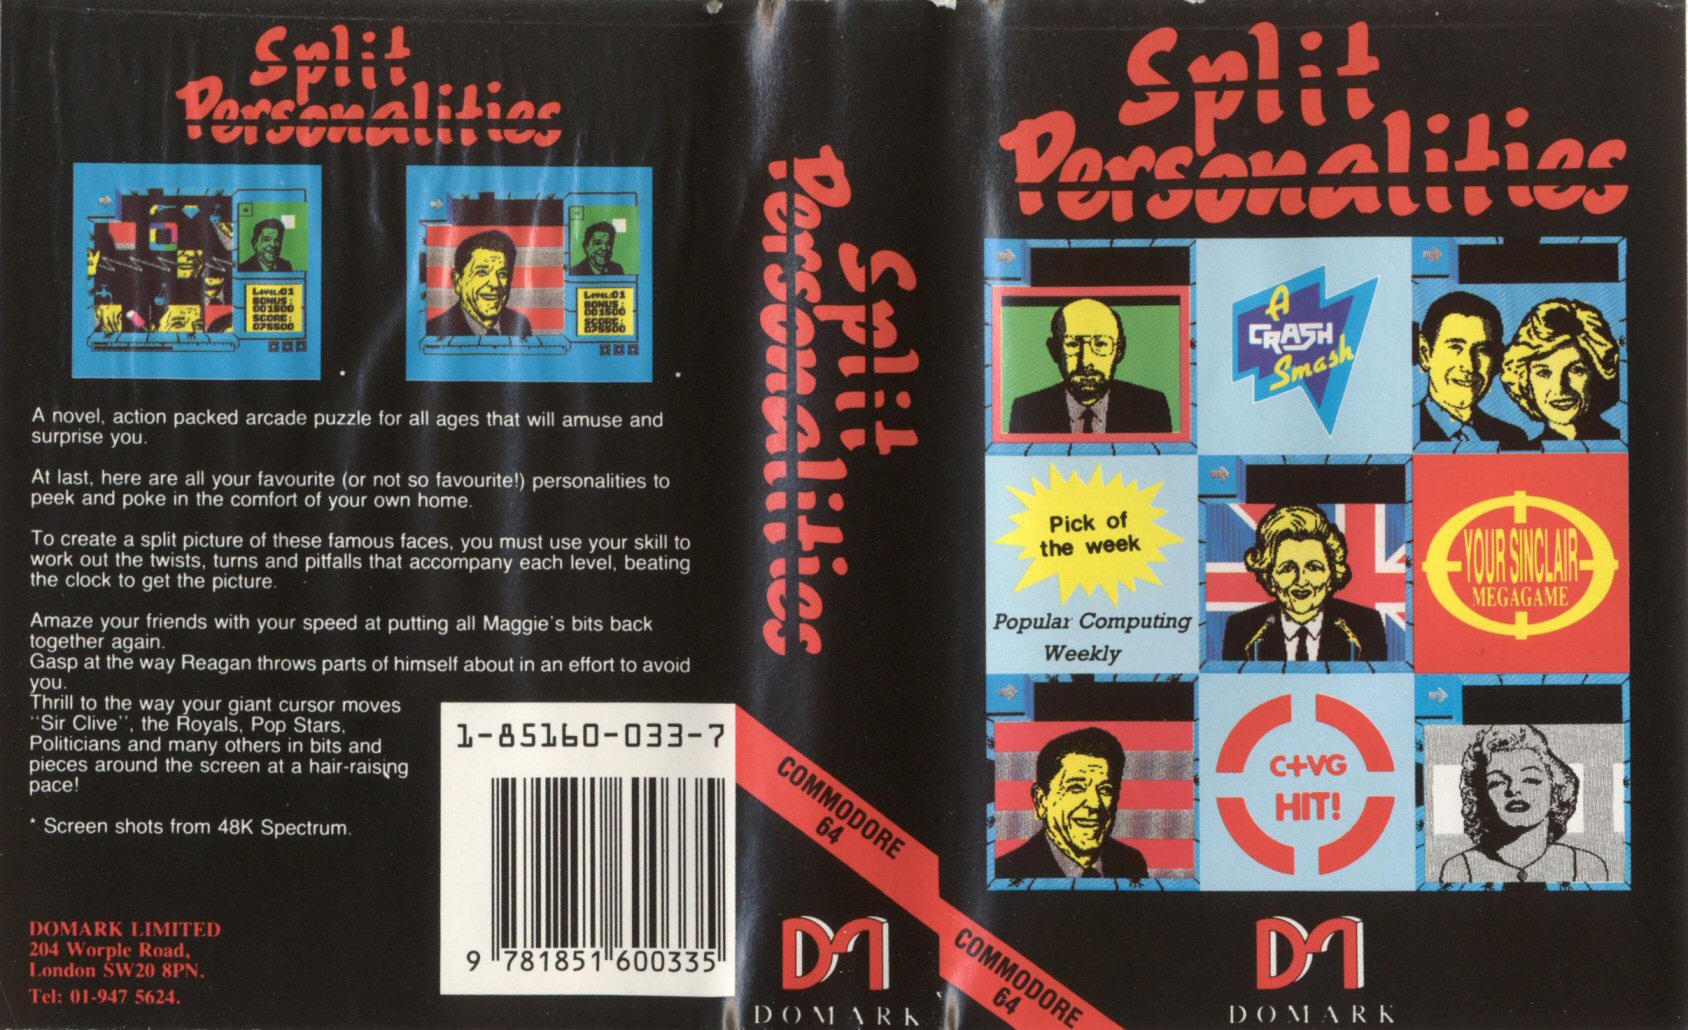 Split
Personalities
LEVEL:01
BONUS:
001500
SCORE:
075500
LEVEL:01
BONUS:
001500
SCORE:
075500
*
*
A novel, action packed arcade puzzle for all ages that will amuse and
surprise you.
At last, here are all your favourite (or not so favourite!) personalities to
peek and poke in the comfort of your own home.
To create a split picture of these famous faces, you must use your skill to
work out the twists, turns and pitfalls that accompany each level, beating
the clock to get the picture.
Amaze your friends with your speed at putting all Maggie's bits back
together again.
Gasp at the way Reagan throws parts of himself about in an effort to avoid
you.
Thrill to the way your giant cursor moves
"Sir Clive", the Royals, Pop Stars,
Politicians and many others in bits and
pieces around the screen at a hair-raising
pace!
* Screen shots from 48K Spectrum.
DOMARK LIMITED
204 Worple Road,
London SW20 8PN.
Tel: 01-947 5624.
1-85160-033-7
9 781851 600335
Split
Personalities
COMMODORE
64
DOMARK
Split
Personalities
A
CRASH
Smash
Pick of
the week
Popular Computing
Weekly
YOUR SINCLAIR
MEGAGAME
C+VG
HIT!
COMMODORE
64
DOMARK